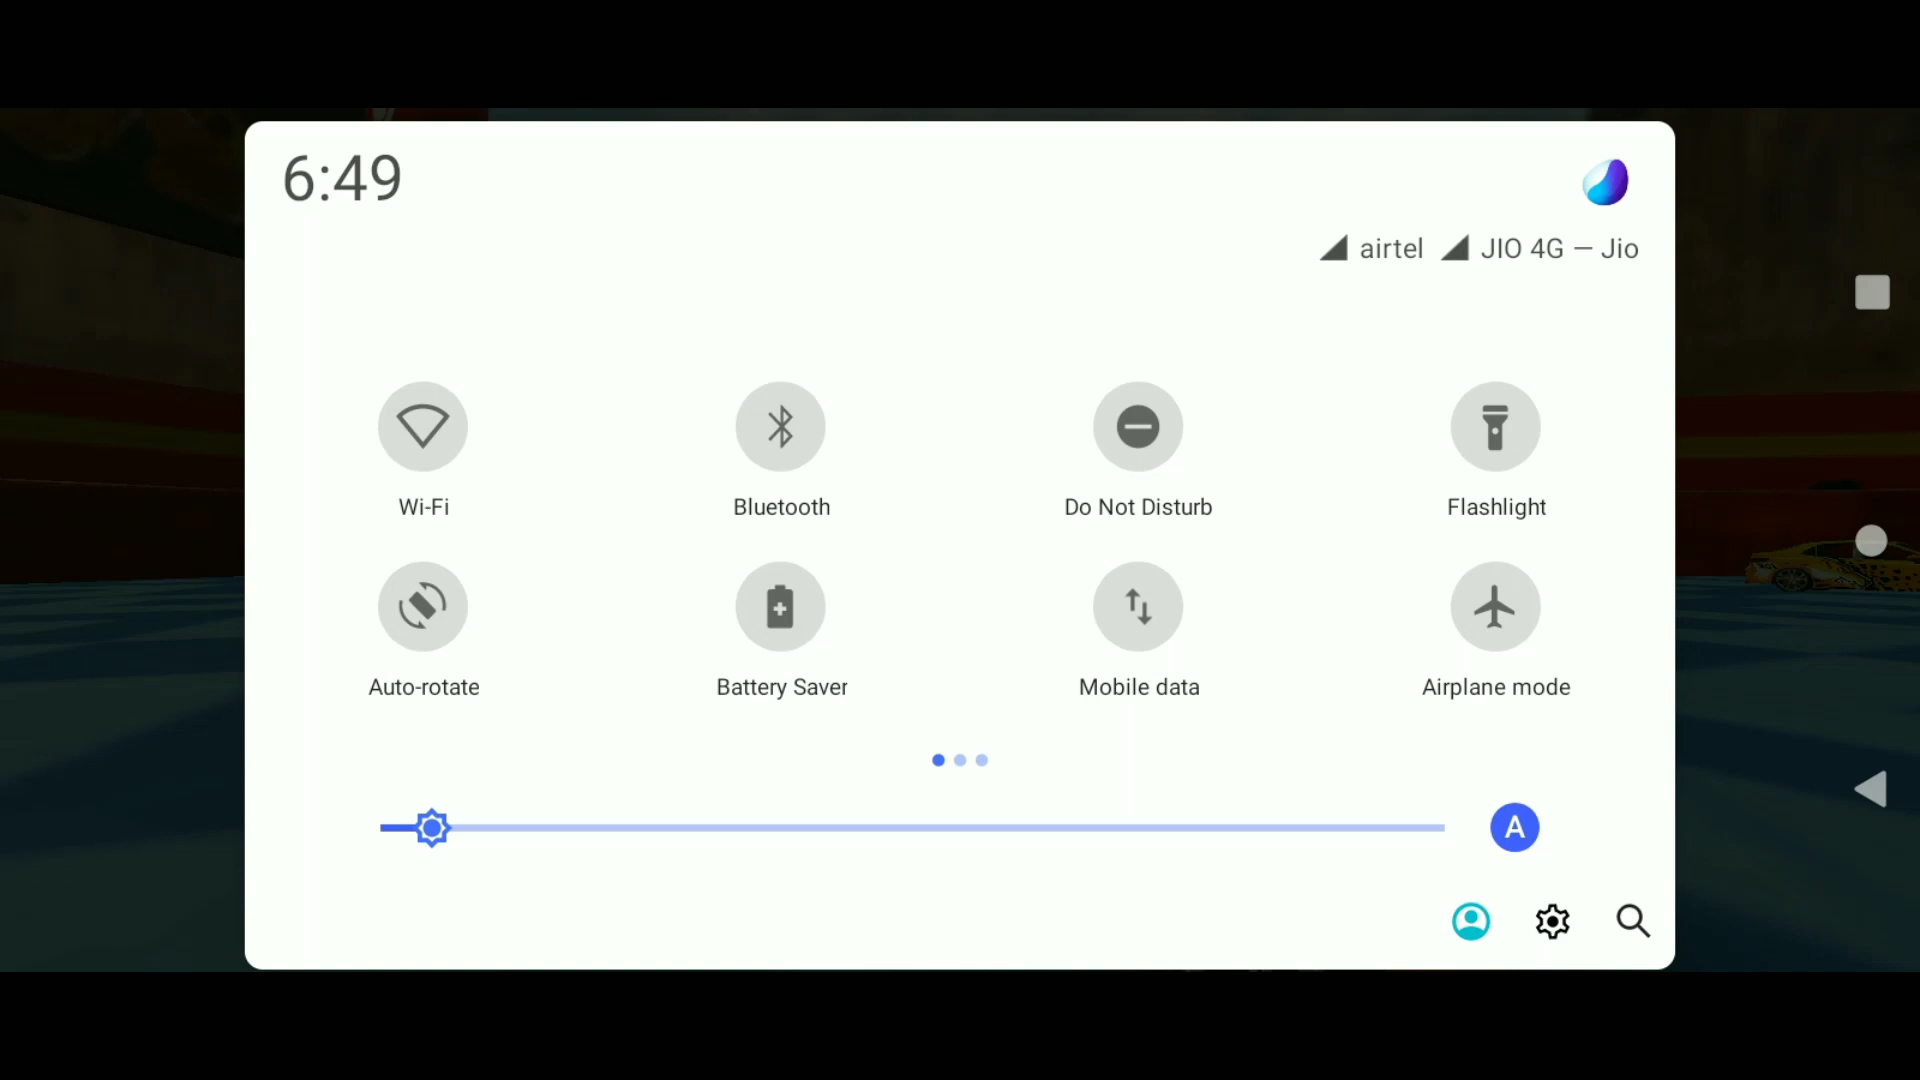 6:49
airtel JIO 4G — Jio
Wi-Fi Bluetooth Do Not Disturb Flashlight
Auto-rotate Battery Saver Mobile data Airplane mode
A